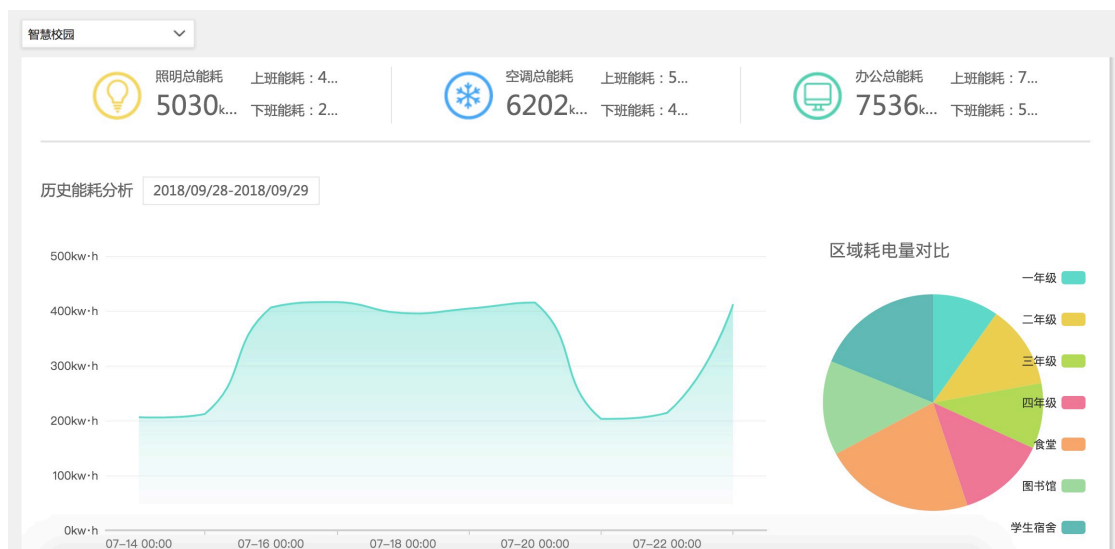 智慧校园
照明总能耗
5030k...
上班能耗：4...
下班能耗：2...
空调总能耗
6202k...
上班能耗：5...
下班能耗：4...
办公总能耗
7536k...
上班能耗：7...
下班能耗：5...
历史能耗分析
2018/09/28-2018/09/29
500kw·h
400kw·h
300kw·h
200kw·h
100kw·h
0kw·h
07-14 00:00
07-16 00:00
07-18 00:00
07-20 00:00
07-22 00:00
区域耗电量对比
一年级
二年级
三年级
四年级
食堂
图书馆
学生宿舍